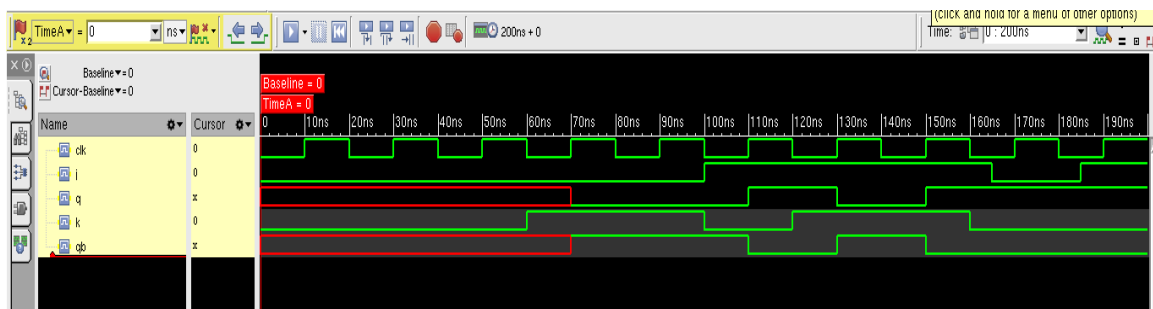 (click and hold for a menu of other options)
x2 TimeA = 0 ns 200ns + 0 Time: 0 : 200ns
Baseline = 0
Cursor-Baseline = 0
Baseline = 0
TimeA = 0
Name Cursor 0 10ns 20ns 30ns 40ns 50ns 60ns 70ns 80ns 90ns 100ns 110ns 120ns 130ns 140ns 150ns 160ns 170ns 180ns 190ns
clk 0
j 0
q x
k 0
qb x